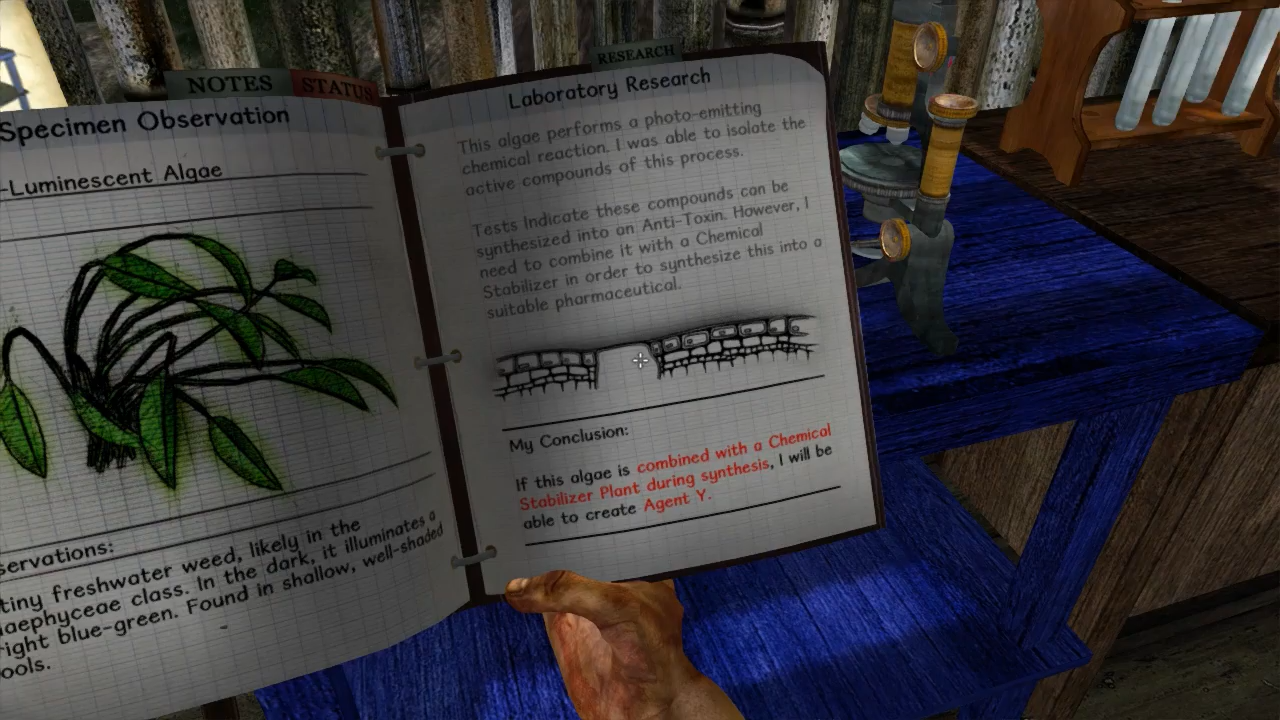 NOTES
STATUS
RESEARCH
Specimen Observation
-Luminescent Algae
servations:
tiny freshwater weed, likely in the
class. In the dark, it illuminates a
right blue-green. Found in shallow, well-shaded
ools.
Laboratory Research
This algae performs a photo-emitting
chemical reaction. I was able to isolate the
active compounds of this process.
Tests Indicate these compounds can be
synthesized into an Anti-Toxin. However, I
need to combine it with a Chemical
Stabilizer in order to synthesize this into a
suitable pharmaceutical.
My Conclusion:
If this algae is combined with a Chemical
Stabilizer Plant during synthesis, I will be
able to create Agent Y.